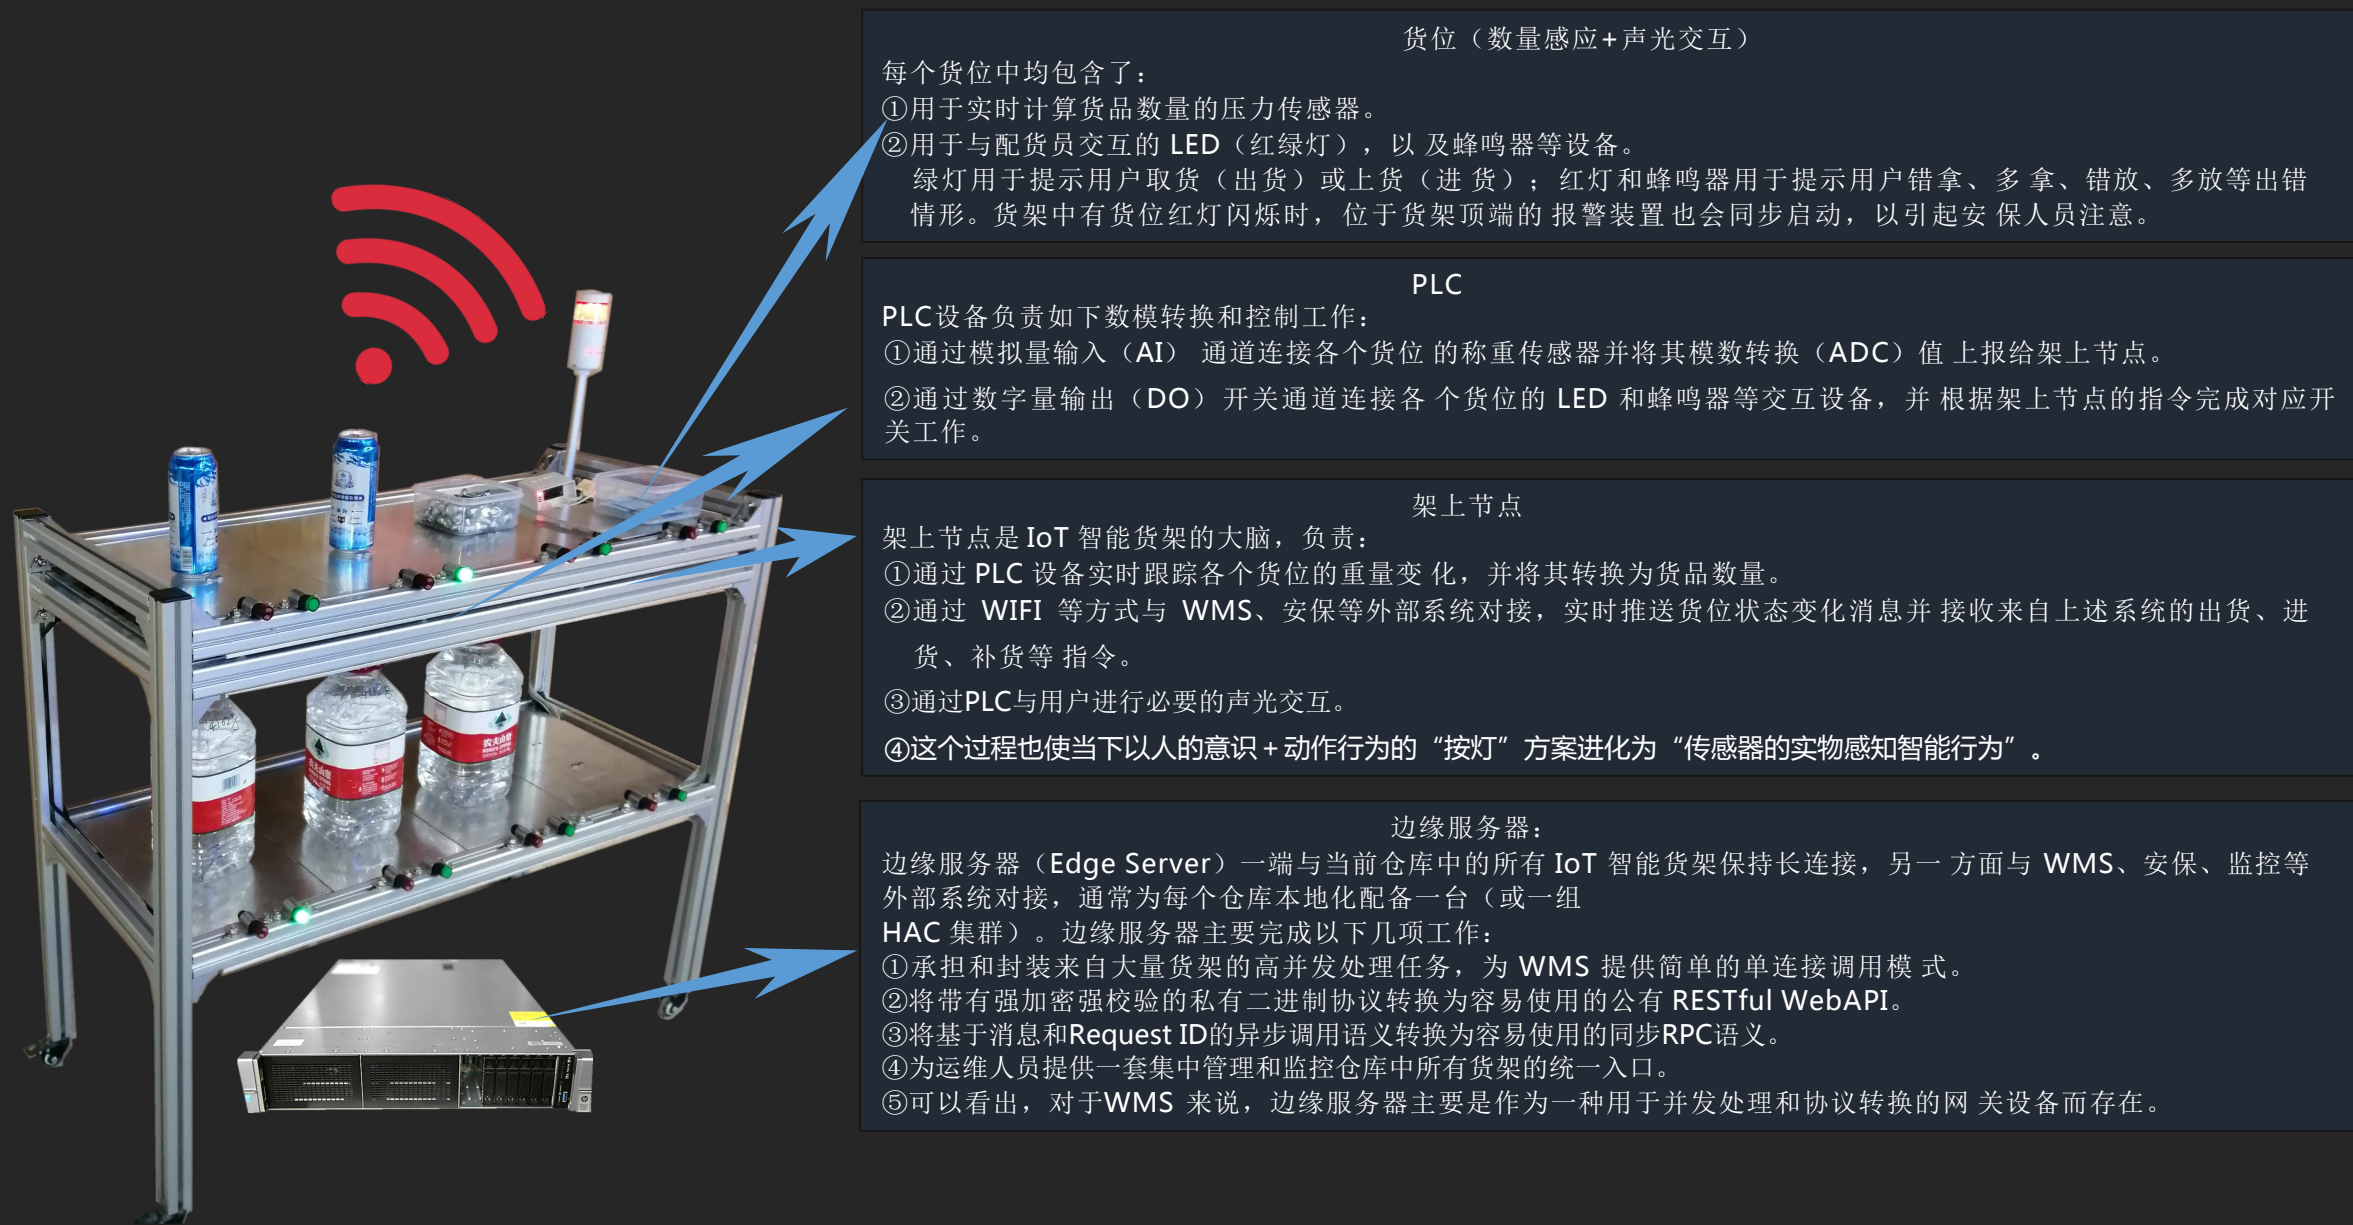 货位（数量感应+声光交互）
每个货位中均包含了：
①用于实时计算货品数量的压力传感器。
②用于与配货员交互的 LED（红绿灯），以 及蜂鸣器等设备。
绿灯用于提示用户取货（出货）或上货（进 货）；红灯和蜂鸣器用于提示用户错拿、多 拿、错放、多放等出错
情形。货架中有货位红灯闪烁时，位于货架顶端的 报警装置也会同步启动，以引起安 保人员注意。
PLC
PLC设备负责如下数模转换和控制工作：
①通过模拟量输入（AI） 通道连接各个货位 的称重传感器并将其模数转换（ADC）值 上报给架上节点。
②通过数字量输出（DO）开关通道连接各 个货位的 LED 和蜂鸣器等交互设备，并 根据架上节点的指令完成对应开
关工作。
架上节点
架上节点是 IoT 智能货架的大脑，负责：
①通过 PLC 设备实时跟踪各个货位的重量变 化，并将其转换为货品数量。
②通过 WIFI 等方式与 WMS、安保等外部系统对接，实时推送货位状态变化消息并 接收来自上述系统的出货、进
货、补货等 指令。
③通过PLC与用户进行必要的声光交互。
④这个过程也使当下以人的意识+动作行为的“按灯”方案进化为“传感器的实物感知智能行为”。
边缘服务器：
边缘服务器（Edge Server）一端与当前仓库中的所有 IoT 智能货架保持长连接，另一 方面与 WMS、安保、监控等
外部系统对接，通常为每个仓库本地化配备一台（或一组
HAC 集群）。边缘服务器主要完成以下几项工作：
①承担和封装来自大量货架的高并发处理任务，为 WMS 提供简单的单连接调用模 式。
②将带有强加密强校验的私有二进制协议转换为容易使用的公有 RESTful WebAPI。
③将基于消息和Request ID的异步调用语义转换为容易使用的同步RPC语义。
④为运维人员提供一套集中管理和监控仓库中所有货架的统一入口。
⑤可以看出，对于WMS 来说，边缘服务器主要是作为一种用于并发处理和协议转换的网 关设备而存在。
农夫山泉
农夫山泉